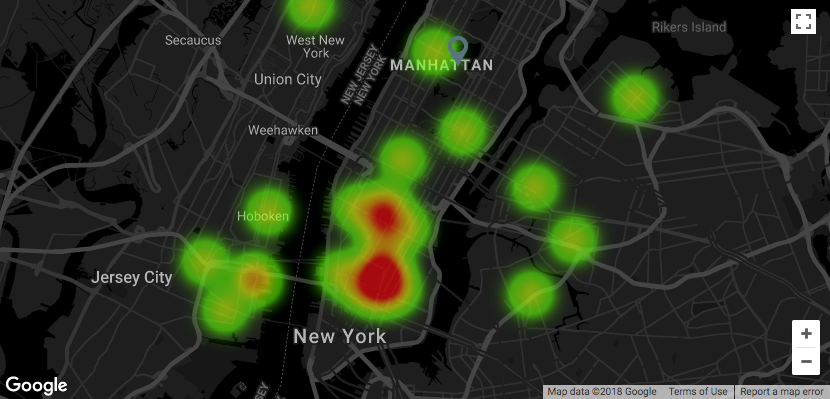 Rikers Island
Secaucus
West New
York
MANHATTAN
Union City
NEW JERSEY
NEW YORK
Weehawken
Hoboken
Jersey City
New York
+
−
Google
Map data ©2018 Google
Terms of Use
Report a map error